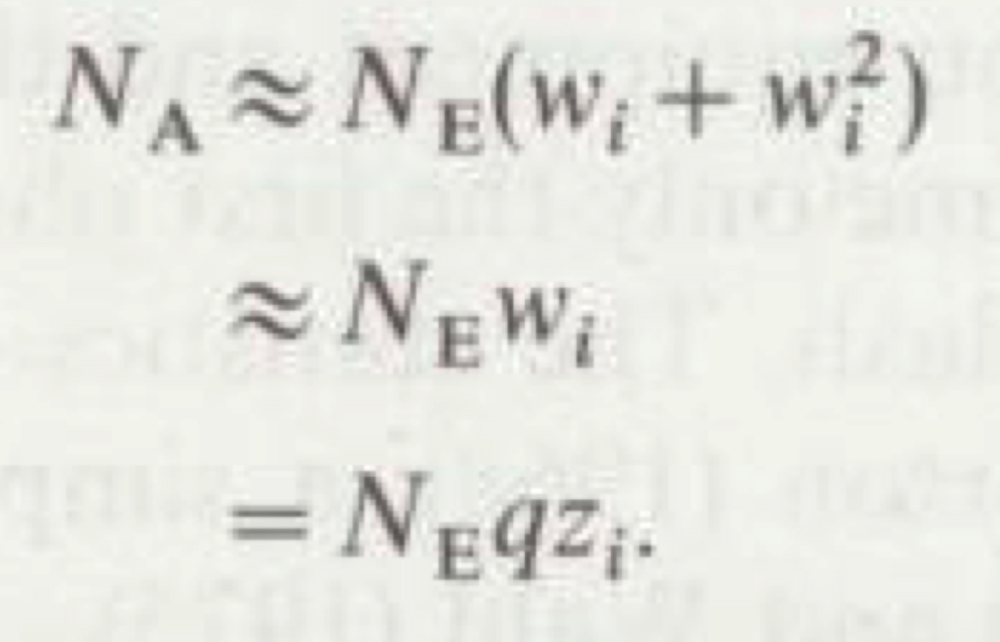 N_A ≈ N_E(w_i + w_i^2)
≈ N_E w_i
= N_E q z_i.